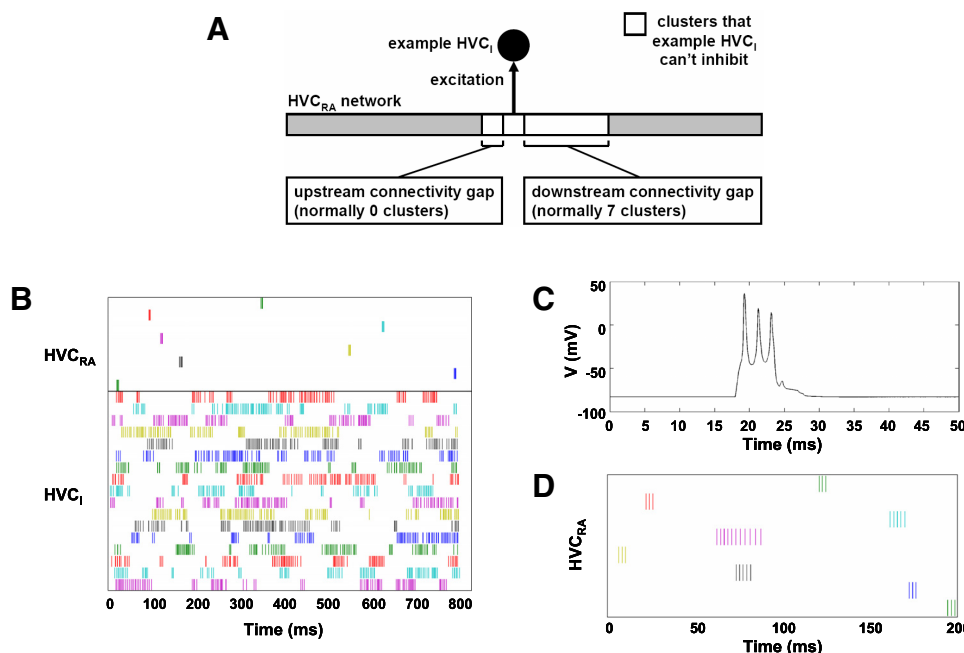 A
example HVC_I
excitation
HVC_RA network
clusters that
example HVC_I
can't inhibit
upstream connectivity gap
(normally 0 clusters)
downstream connectivity gap
(normally 7 clusters)
B
HVC_RA
HVC_I
0 100 200 300 400 500 600 700 800
Time (ms)
C
V (mV)
50
0
-50
-100
0 5 10 15 20 25 30 35 40 45 50
Time (ms)
D
HVC_RA
0 50 100 150 200
Time (ms)